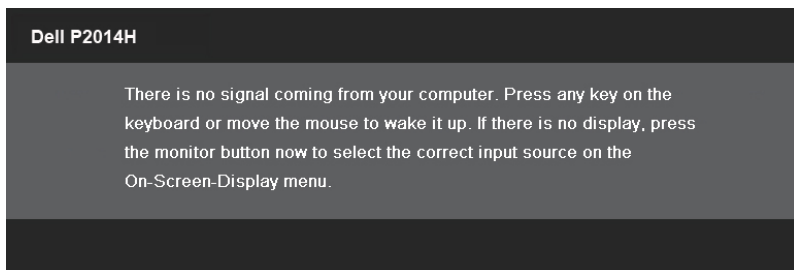 Dell P2014H
There is no signal coming from your computer. Press any key on the
keyboard or move the mouse to wake it up. If there is no display, press
the monitor button now to select the correct input source on the
On-Screen-Display menu.